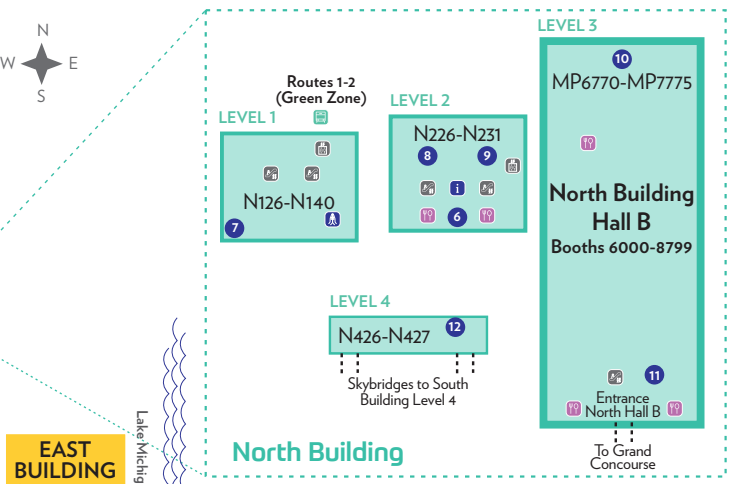 N
W E
S
LEVEL 3
10
MP6770-MP7775
North Building
Hall B
Booths 6000-8799
11
Entrance
North Hall B
To Grand
Concourse
Routes 1-2
(Green Zone)
LEVEL 1
N126-N140
7
LEVEL 2
N226-N231
8 9
i
6
LEVEL 4
N426-N427
12
Skybridges to South
Building Level 4
North Building
Lake Michig
EAST
BUILDING